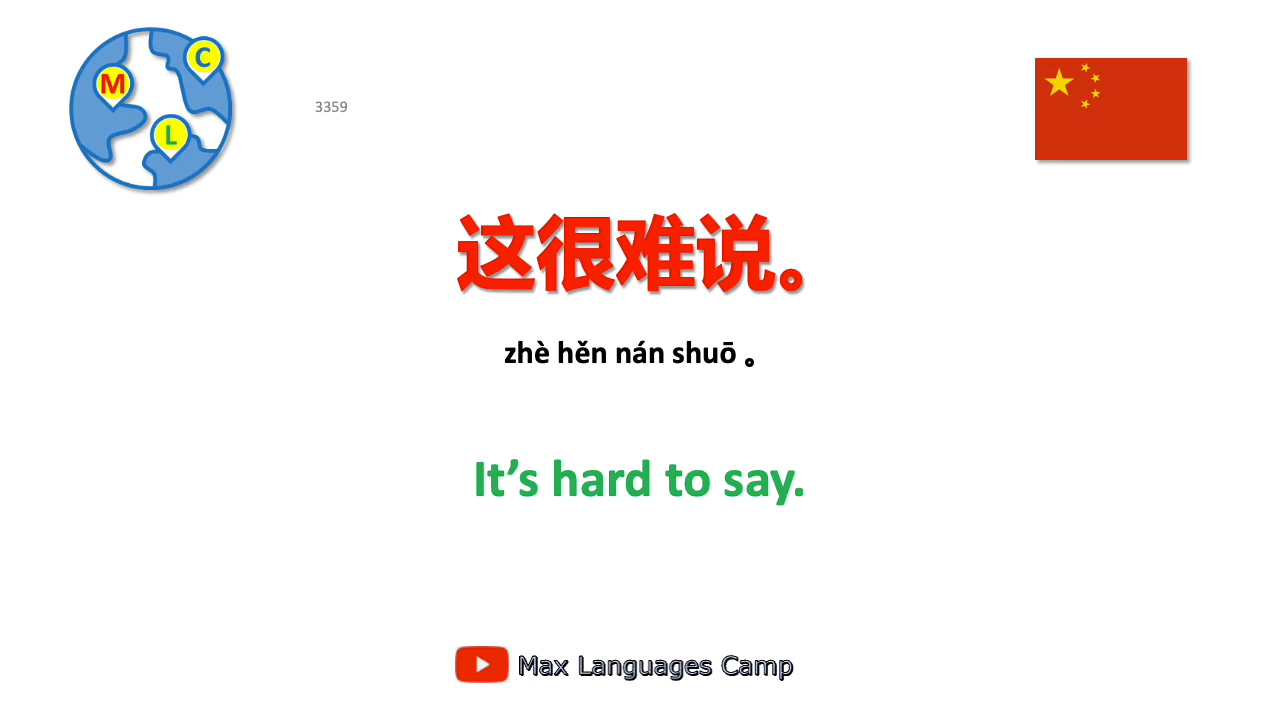 C
M
L
3359
这很难说。
zhè hěn nán shuō 。
It’s hard to say.
Max Languages Camp